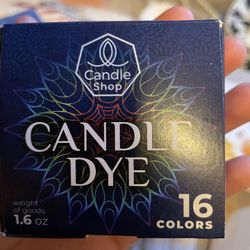 Candle
Shop
CANDLE
DYE
weight
of goods:
1.6 oz
16
COLORS